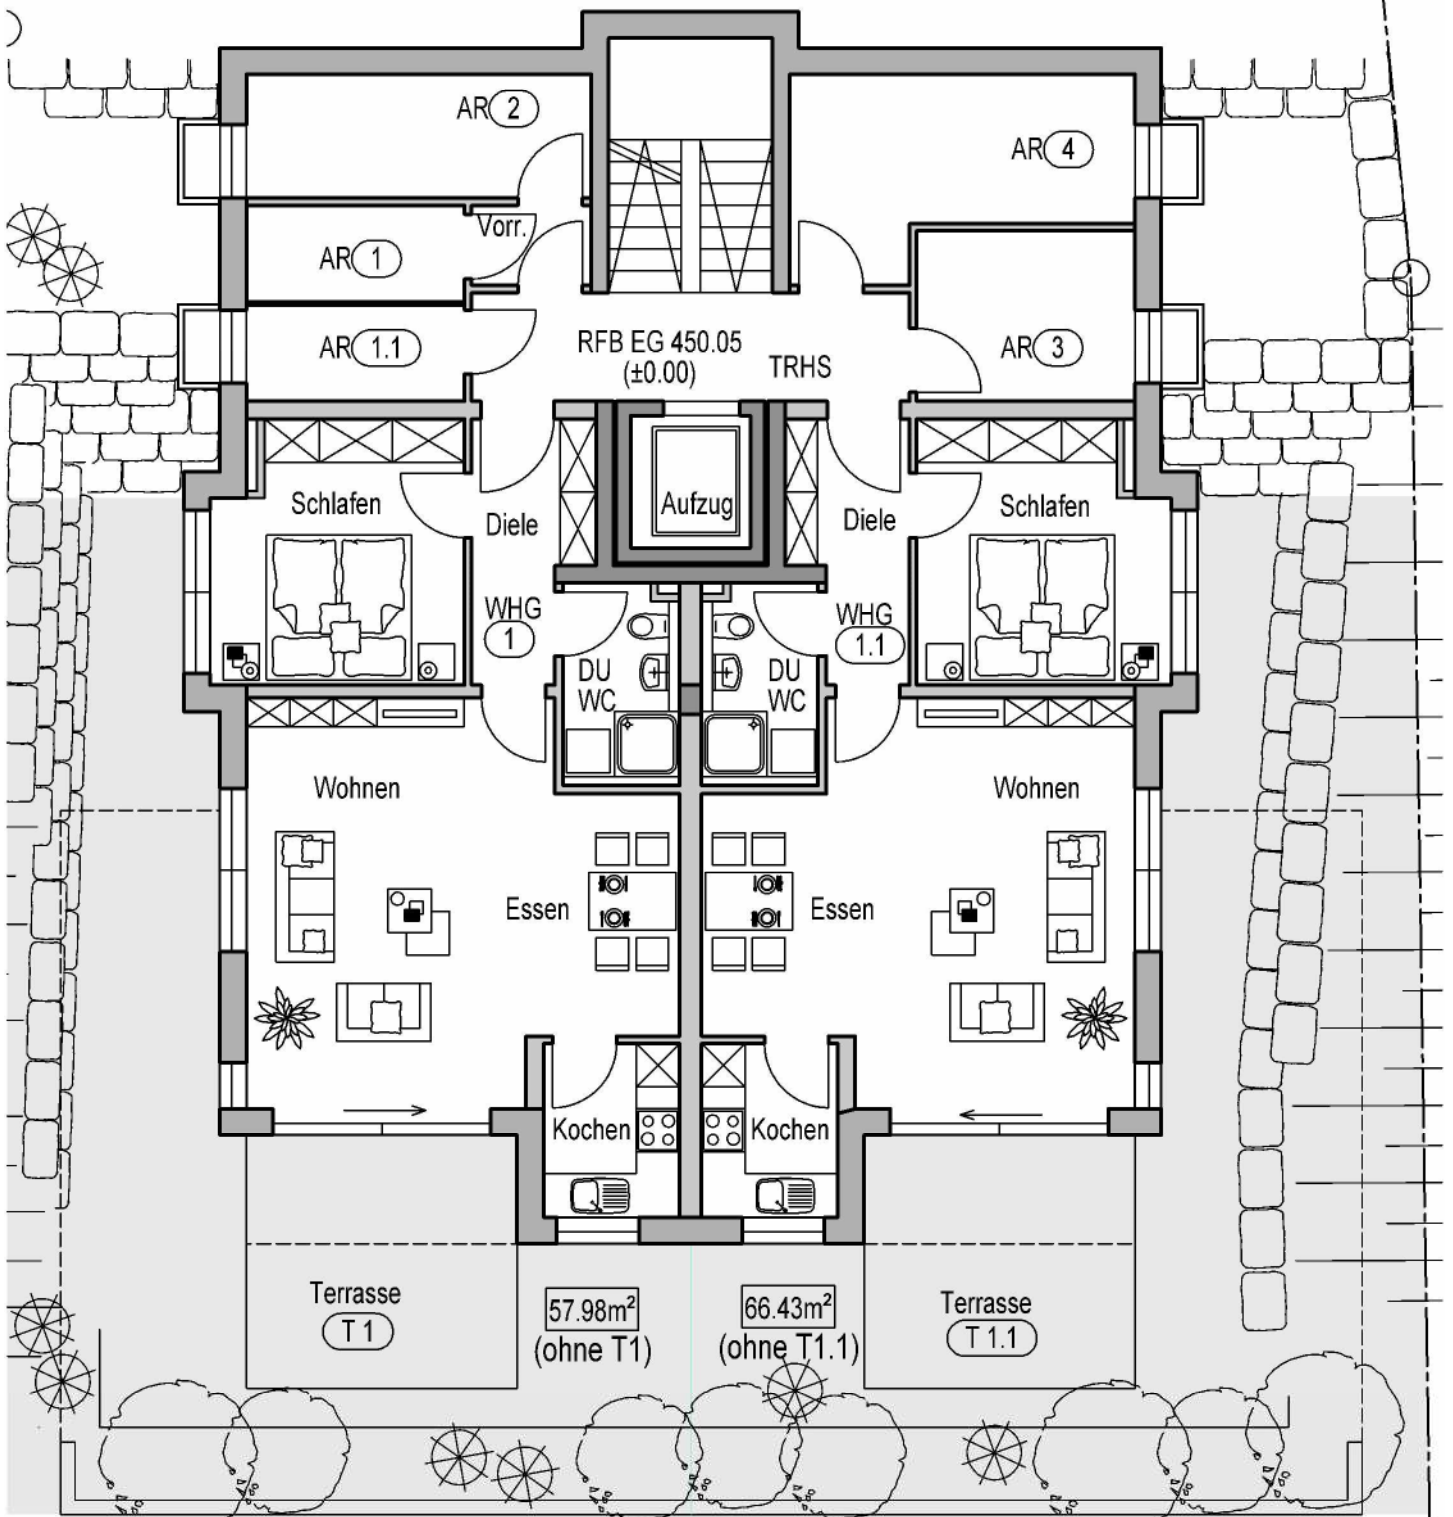 AR 2
AR 4
Vorr.
AR 1
AR 1.1
RFB EG 450.05
(±0.00)
TRHS
AR 3
Schlafen
Diele
Aufzug
Diele
Schlafen
WHG
1
WHG
1.1
DU
WC
DU
WC
Wohnen
Wohnen
Essen
Essen
Kochen
Kochen
Terrasse
T 1
57.98m²
(ohne T1)
66.43m²
(ohne T1.1)
Terrasse
T 1.1